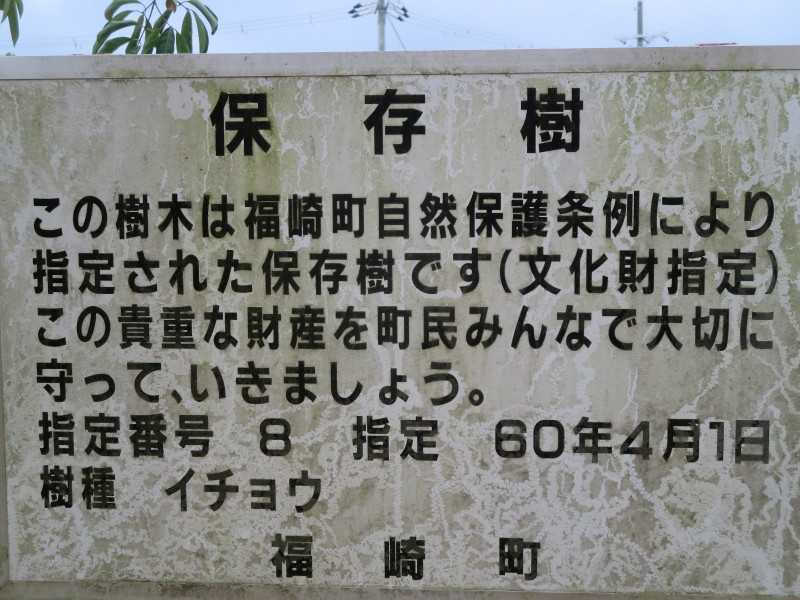 保存樹
この樹木は福崎町自然保護条例により
指定された保存樹です(文化財指定)
この貴重な財産を町民みんなで大切に
守って、いきましょう。
指定番号 8 指定 60年4月1日
樹種 イチョウ
福崎町